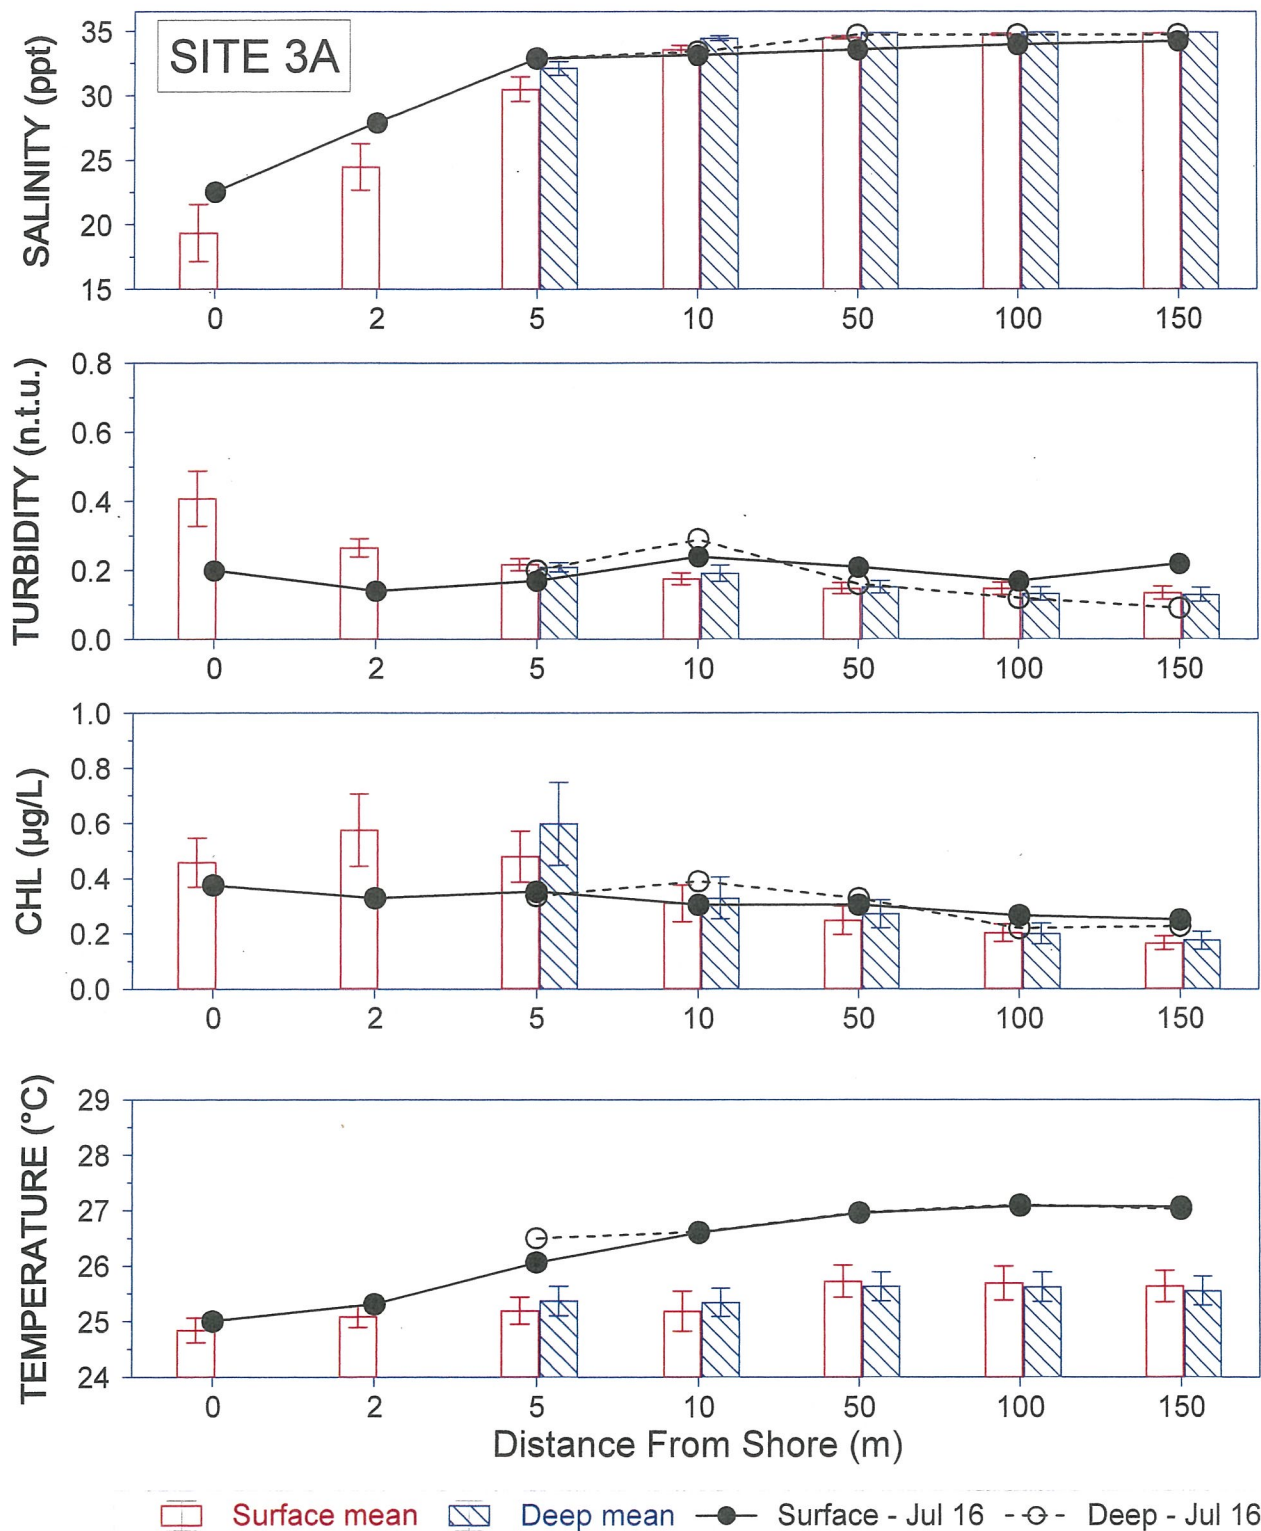 SITE 3A
SALINITY (ppt)
35
30
25
20
15
0 2 5 10 50 100 150
TURBIDITY (n.t.u.)
0.8
0.6
0.4
0.2
0.0
0 2 5 10 50 100 150
CHL (µg/L)
1.0
0.8
0.6
0.4
0.2
0.0
0 2 5 10 50 100 150
TEMPERATURE (°C)
29
28
27
26
25
24
0 2 5 10 50 100 150
Distance From Shore (m)
Surface mean Deep mean Surface - Jul 16 Deep - Jul 16